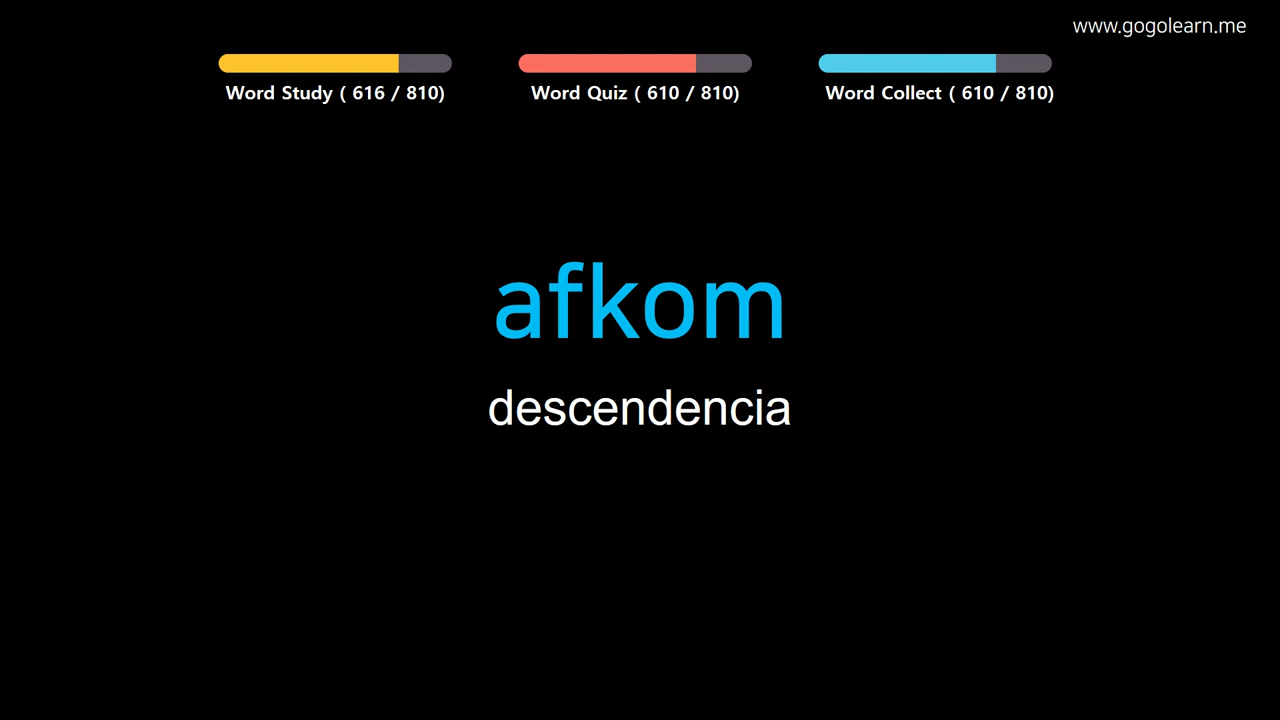 www.gogolearn.me
Word Study ( 616 / 810)
Word Quiz ( 610 / 810)
Word Collect ( 610 / 810)
afkom
descendencia